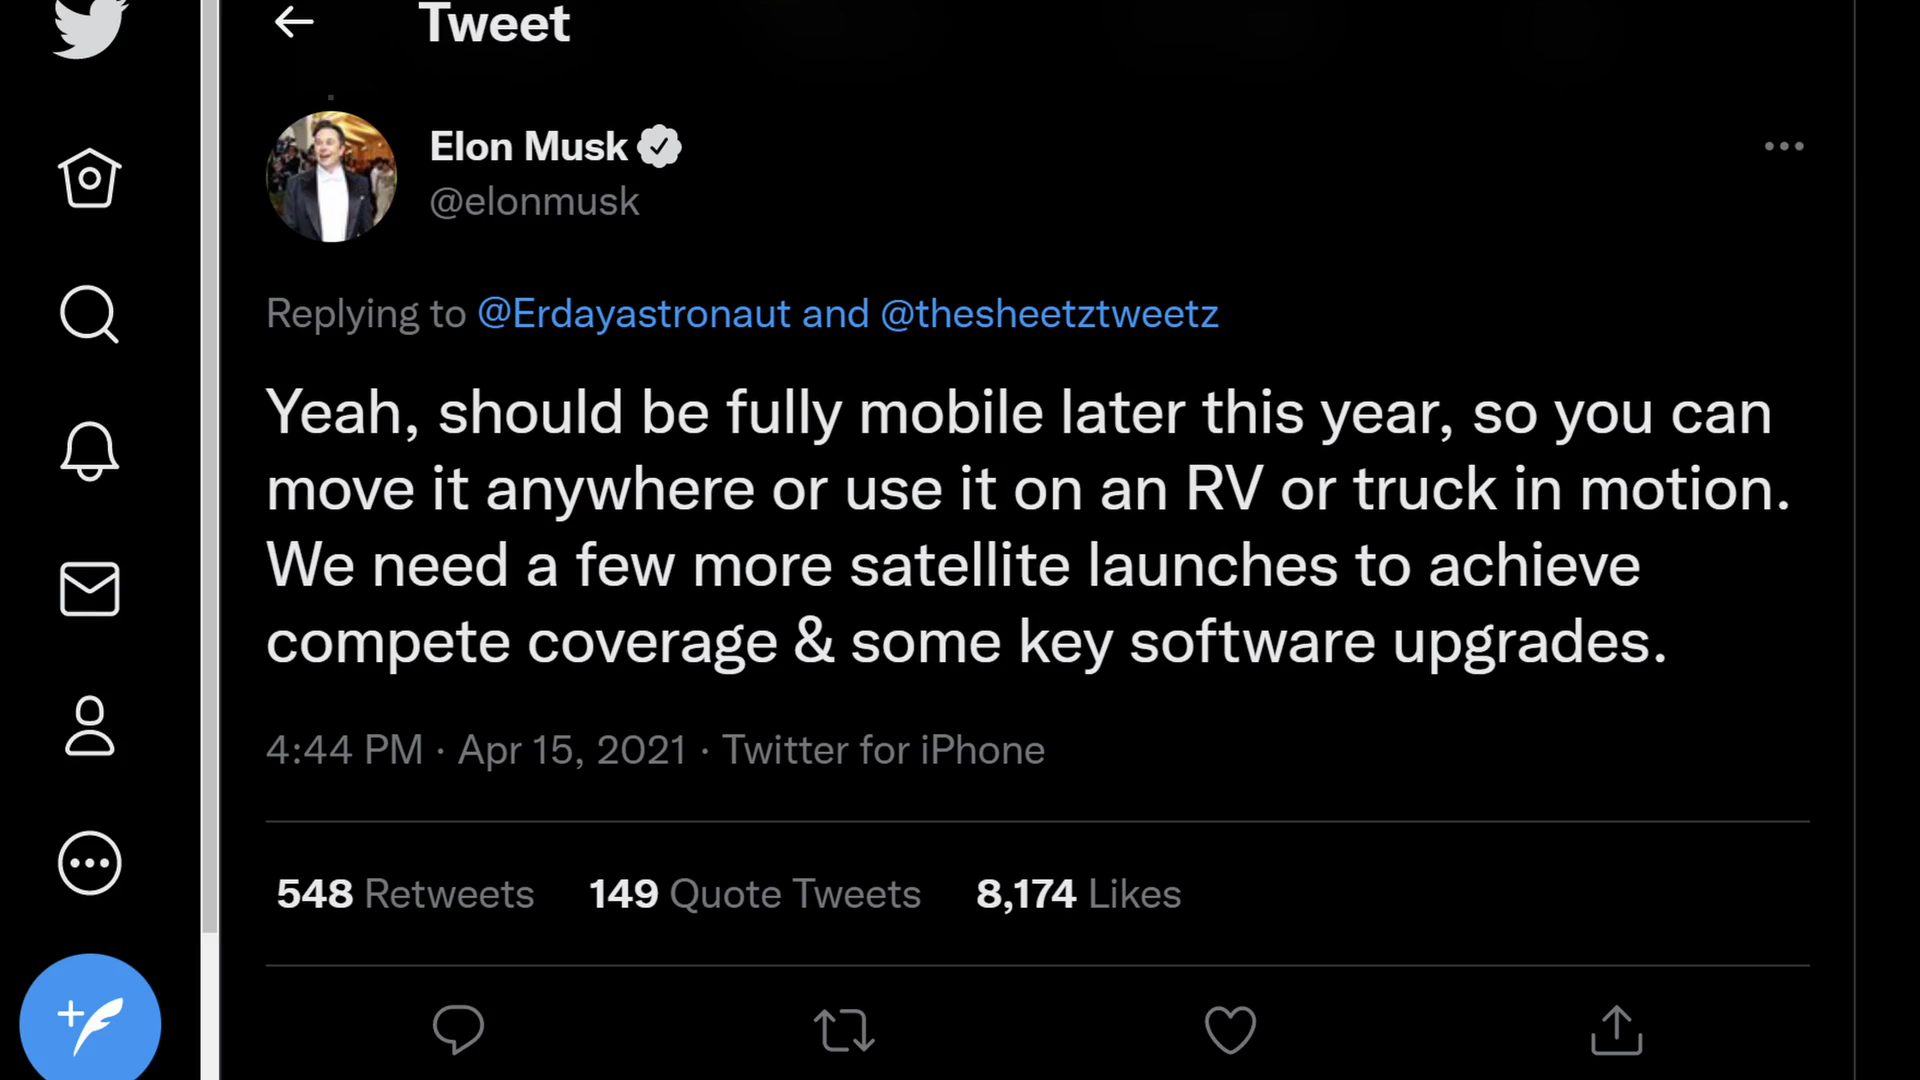 Tweet
Elon Musk
@elonmusk
Replying to @Erdayastronaut and @thesheetztweetz
Yeah, should be fully mobile later this year, so you can
move it anywhere or use it on an RV or truck in motion.
We need a few more satellite launches to achieve
compete coverage & some key software upgrades.
4:44 PM · Apr 15, 2021 · Twitter for iPhone
548 Retweets 149 Quote Tweets 8,174 Likes